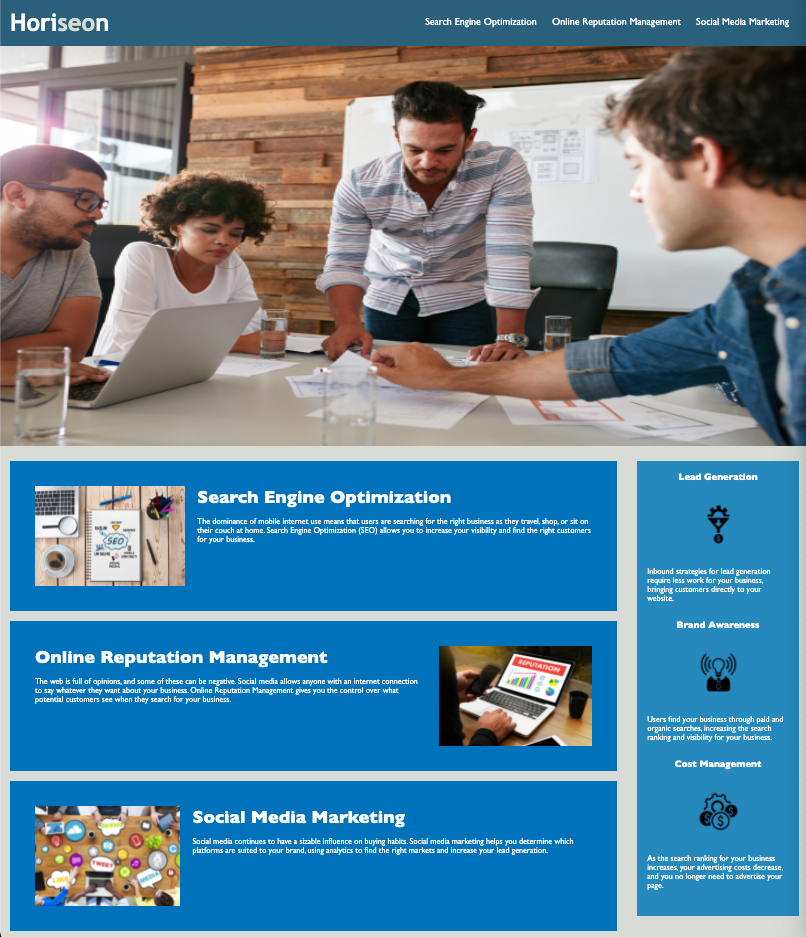 Horiseon
Search Engine Optimization
Online Reputation Management
Social Media Marketing
SEO
Search Engine Optimization
The dominance of mobile internet use means that users are searching for the right business as they travel, shop, or sit on
their couch at home. Search Engine Optimization (SEO) allows you to increase your visibility and find the right customers
for your business.
Online Reputation Management
The web is full of opinions, and some of these can be negative. Social media allows anyone with an internet connection
to say whatever they want about your business. Online Reputation Management gives you the control over what
potential customers see when they search for your business.
REPUTATION
Social Media Marketing
Social media continues to have a sizable influence on buying habits. Social media marketing helps you determine which
platforms are suited to your brand, using analytics to find the right markets and increase your lead generation.
TWEET
LIKE
MEDIA
Lead Generation
Inbound strategies for lead generation
require less work for your business,
bringing customers directly to your
website.
Brand Awareness
Users find your business through paid and
organic searches, increasing the search
ranking and visibility for your business.
Cost Management
As the search ranking for your business
increases, your advertising costs decrease,
and you no longer need to advertise your
page.